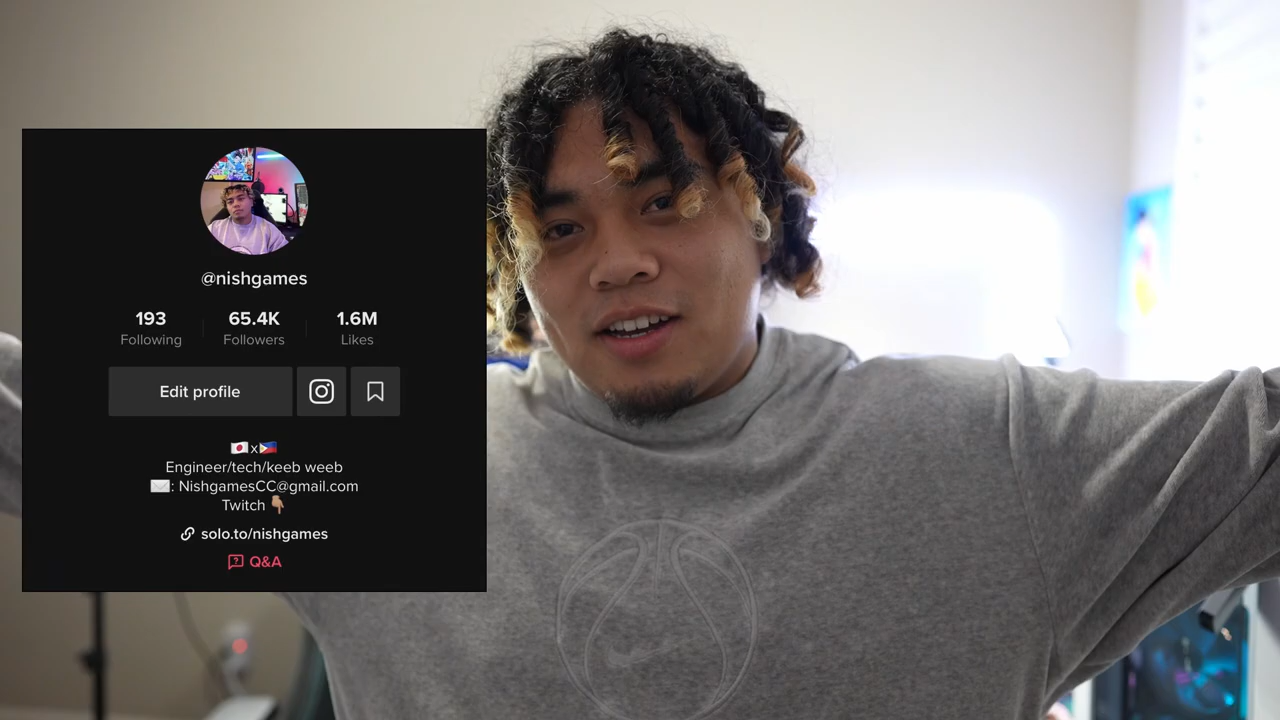 @nishgames
193 65.4K 1.6M
Following Followers Likes
Edit profile
🇯🇵x🇵🇭
Engineer/tech/keeb weeb
✉️: NishgamesCC@gmail.com
Twitch 👇🏽
solo.to/nishgames
Q&A